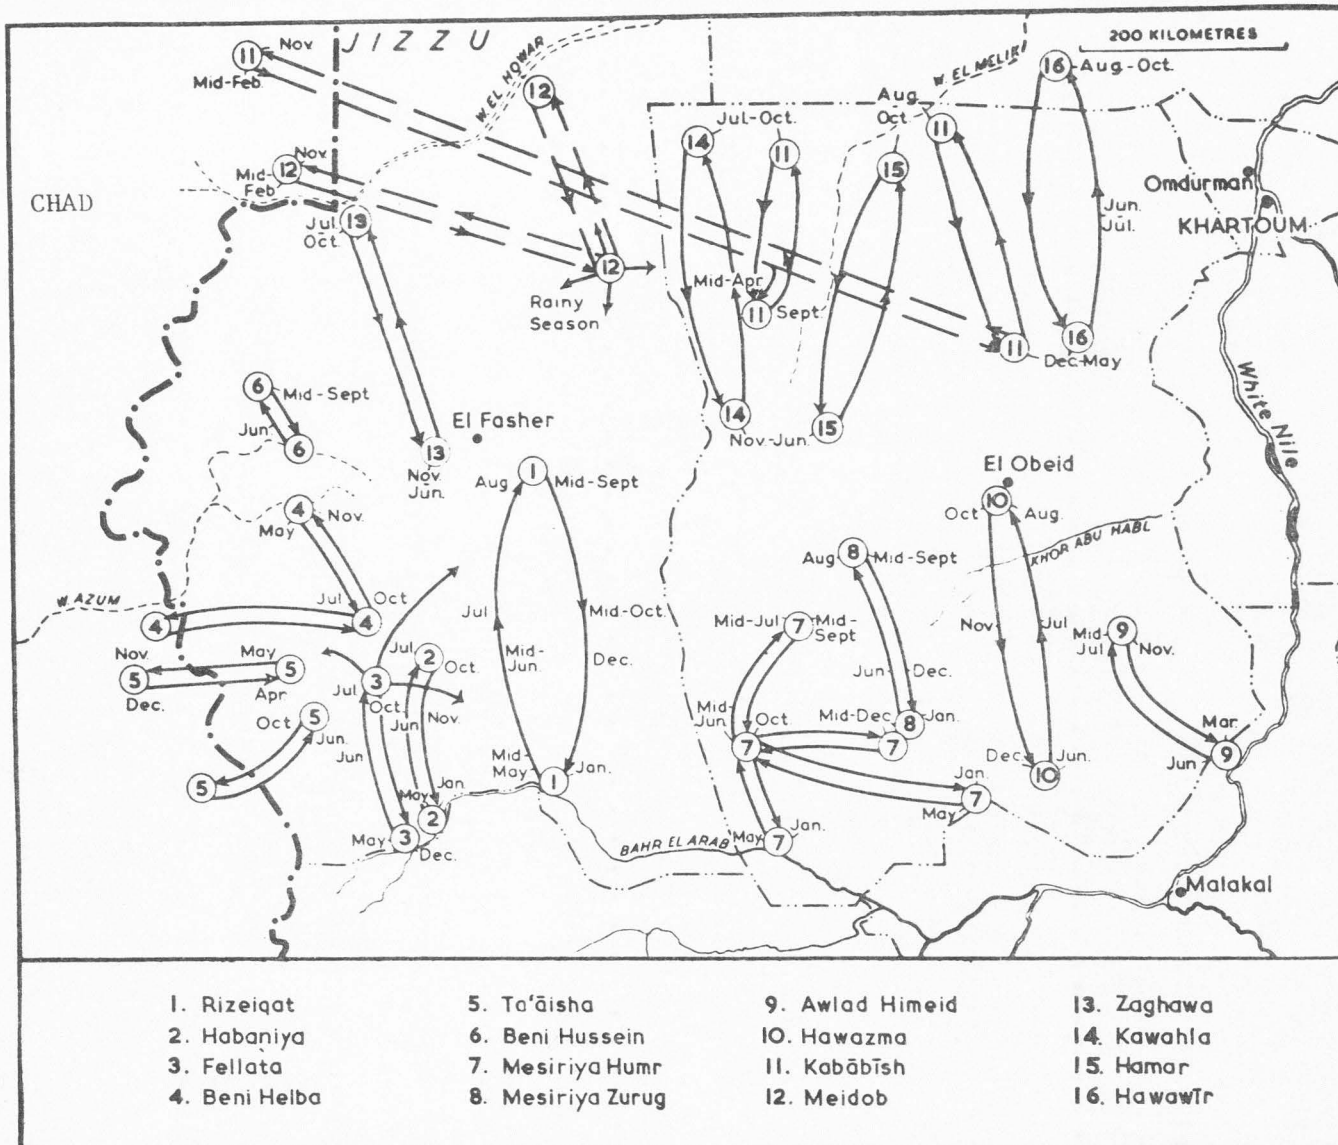 JIZZU
200 KILOMETRES
11 Nov.
Mid-Feb.
W. EL HOWAR
12
W. EL MELIK
16 Aug.-Oct.
Aug.
Oct.
11
14 Jul-Oct.
11
15
Nov.
12
Mid-
Feb.
CHAD
Omdurman
KHARTOUM
13
Jul.
Oct.
Jun.
Jul.
12
Rainy
Season
Mid-Apr.
11 Sept.
11
16
Dec-May
White Nile
6 Mid-Sept
Jun.
6
El Fasher
14
Nov.-Jun.
15
13
Nov.
Jun.
1
Aug. Mid-Sept
El Obeid
10
Oct. Aug.
KHOR ABU HABL
4
May Nov.
8
Aug. Mid-Sept
W. AZUM
4
Jul. Oct.
4
Jul. Mid-Oct.
Mid-Jul 7 Mid-
Sept
Nov. Jul.
9
Mid-
Jul Nov.
Nov. May
5 5
Dec. Apr.
Jul. 2 Oct.
Mid-
Jun. Dec.
Jun. Dec.
3
Jul. Oct.
Jun. Nov.
Oct. 5
Jun.
Mid-
Jun. Oct.
7
Mid-Dec. 8 Jan.
7
Mar.
9
Jun
5
Jun
Jan.
May 2
Mid-
May Jan.
1
Dec. Jun.
10
Jan.
7
May
May 3 Dec.
BAHR EL ARAB
May 7 Jan.
Malakal
1. Rizeiqat
2. Habaniya
3. Fellata
4. Beni Helba
5. Ta'āisha
6. Beni Hussein
7. Mesiriya Humr
8. Mesiriya Zurug
9. Awlad Himeid
10. Hawazma
11. Kabābīsh
12. Meidob
13. Zaghawa
14. Kawahla
15. Hamar
16. Hawawīr